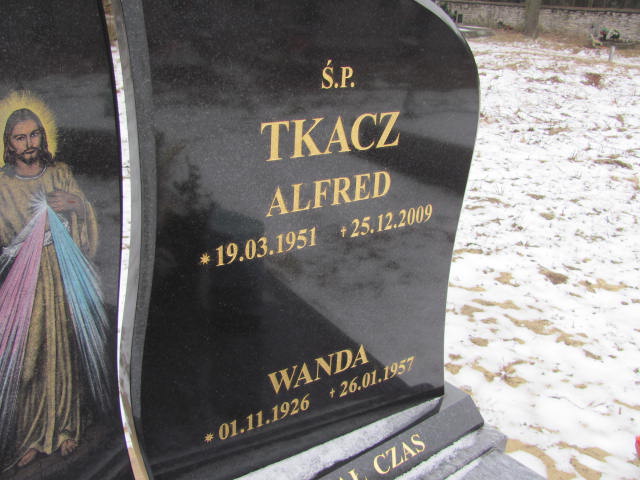 Ś.P.
TKACZ
ALFRED
* 19.03.1951 † 25.12.2009
WANDA
* 01.11.1926 † 26.01.1957
CZAS